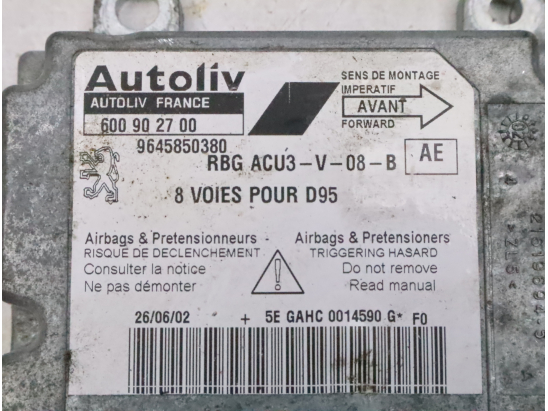 Autoliv
AUTOLIV FRANCE
600 90 27 00
9645850380
SENS DE MONTAGE
IMPERATIF
AVANT
FORWARD
RBG ACU3-V-08-B
AE
8 VOIES POUR D95
Airbags & Pretensionneurs -
RISQUE DE DECLENCHEMENT
Consulter la notice
Ne pas démonter
Airbags & Pretensioners
TRIGGERING HASARD
Do not remove
Read manual
26/06/02 + 5E GAHC 0014590 G* F0